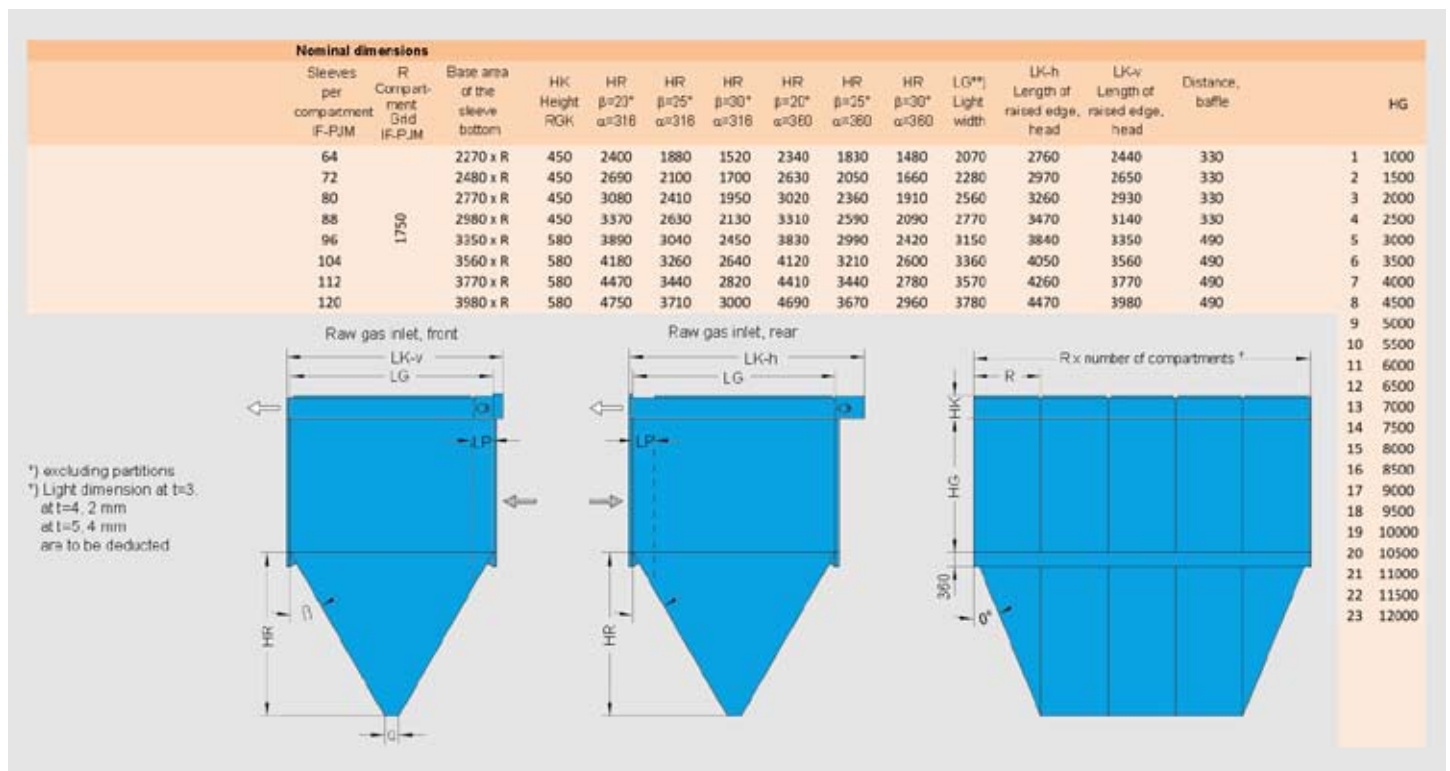 Nominal dimensions
Sleeves per compartment IF-PJM | R Compart-ment Grid IF-PJM | Base area of the sleeve bottom | HK Height RGK | HR β=20° α=316 | HR β=25° α=316 | HR β=30° α=316 | HR β=20° α=360 | HR β=25° α=360 | HR β=30° α=360 | LG**) Light width | LK-h Length of raised edge, head | LK-v Length of raised edge, head | Distance, baffle | HG
64 2270 x R 450 2400 1880 1520 2340 1830 1480 2070 2760 2440 330 1 1000
72 2480 x R 450 2690 2100 1700 2630 2050 1660 2280 2970 2650 330 2 1500
80 2770 x R 450 3080 2410 1950 3020 2360 1910 2560 3260 2930 330 3 2000
88 2980 x R 450 3370 2630 2130 3310 2590 2090 2770 3470 3140 330 4 2500
1750
96 3350 x R 580 3890 3040 2450 3830 2990 2420 3150 3840 3350 490 5 3000
104 3560 x R 580 4180 3260 2640 4120 3210 2600 3360 4050 3560 490 6 3500
112 3770 x R 580 4470 3440 2820 4410 3440 2780 3570 4260 3770 490 7 4000
120 3980 x R 580 4750 3710 3000 4690 3670 2960 3780 4470 3980 490 8 4500
9 5000
10 5500
11 6000
12 6500
13 7000
14 7500
15 8000
16 8500
17 9000
18 9500
19 10000
20 10500
21 11000
22 11500
23 12000
Raw gas inlet, front
LK-v
LG
LP
β
HR
Raw gas inlet, rear
LK-h
LG
LP
HR
R x number of compartments *
R
HK
HG
360
0°
*) excluding partitions
*) Light dimension at t=3,
at t=4, 2 mm
at t=5, 4 mm
are to be deducted